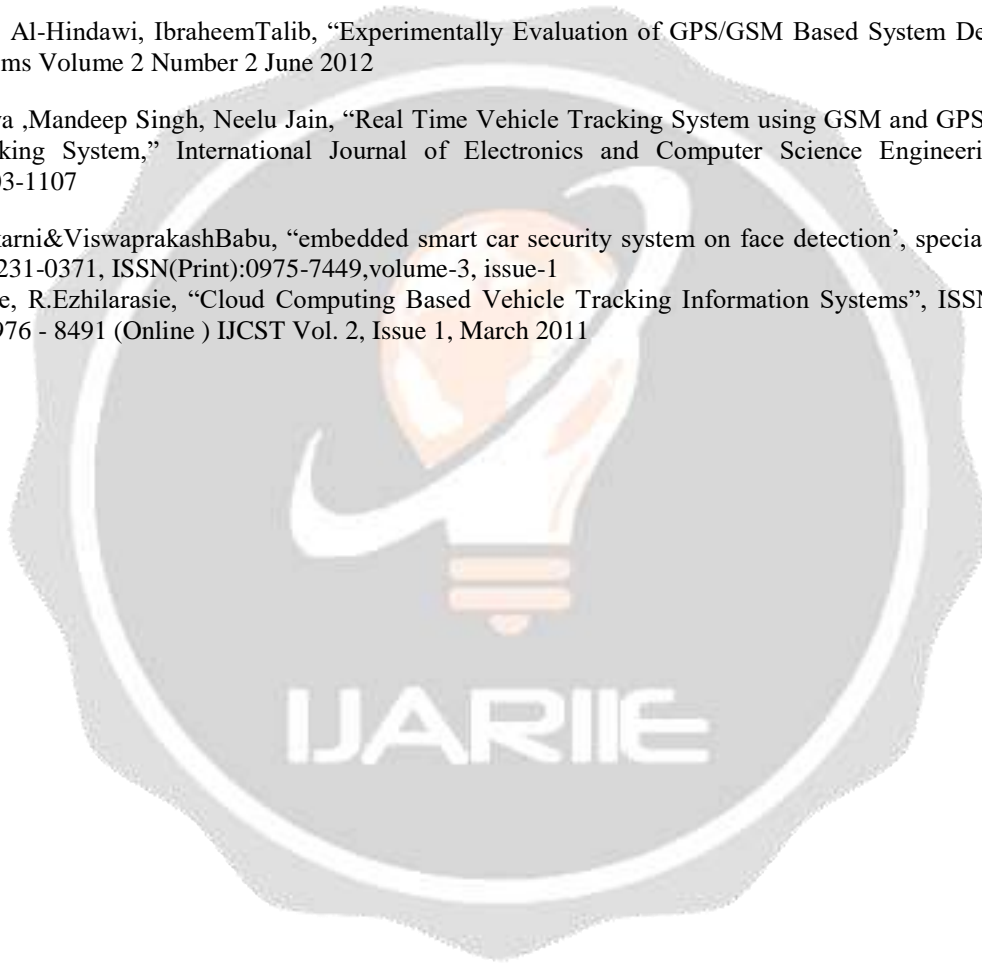 Al-Hindawi, IbraheemTalib, “Experimentally Evaluation of GPS/GSM Based System De
ms Volume 2 Number 2 June 2012
a ,Mandeep Singh, Neelu Jain, “Real Time Vehicle Tracking System using GSM and GPS
king System,” International Journal of Electronics and Computer Science Engineeri
03-1107
karni&ViswaprakashBabu, “embedded smart car security system on face detection’, specia
231-0371, ISSN(Print):0975-7449,volume-3, issue-1
e, R.Ezhilarasie, “Cloud Computing Based Vehicle Tracking Information Systems”, ISSN
976 - 8491 (Online ) IJCST Vol. 2, Issue 1, March 2011
IJARIIE